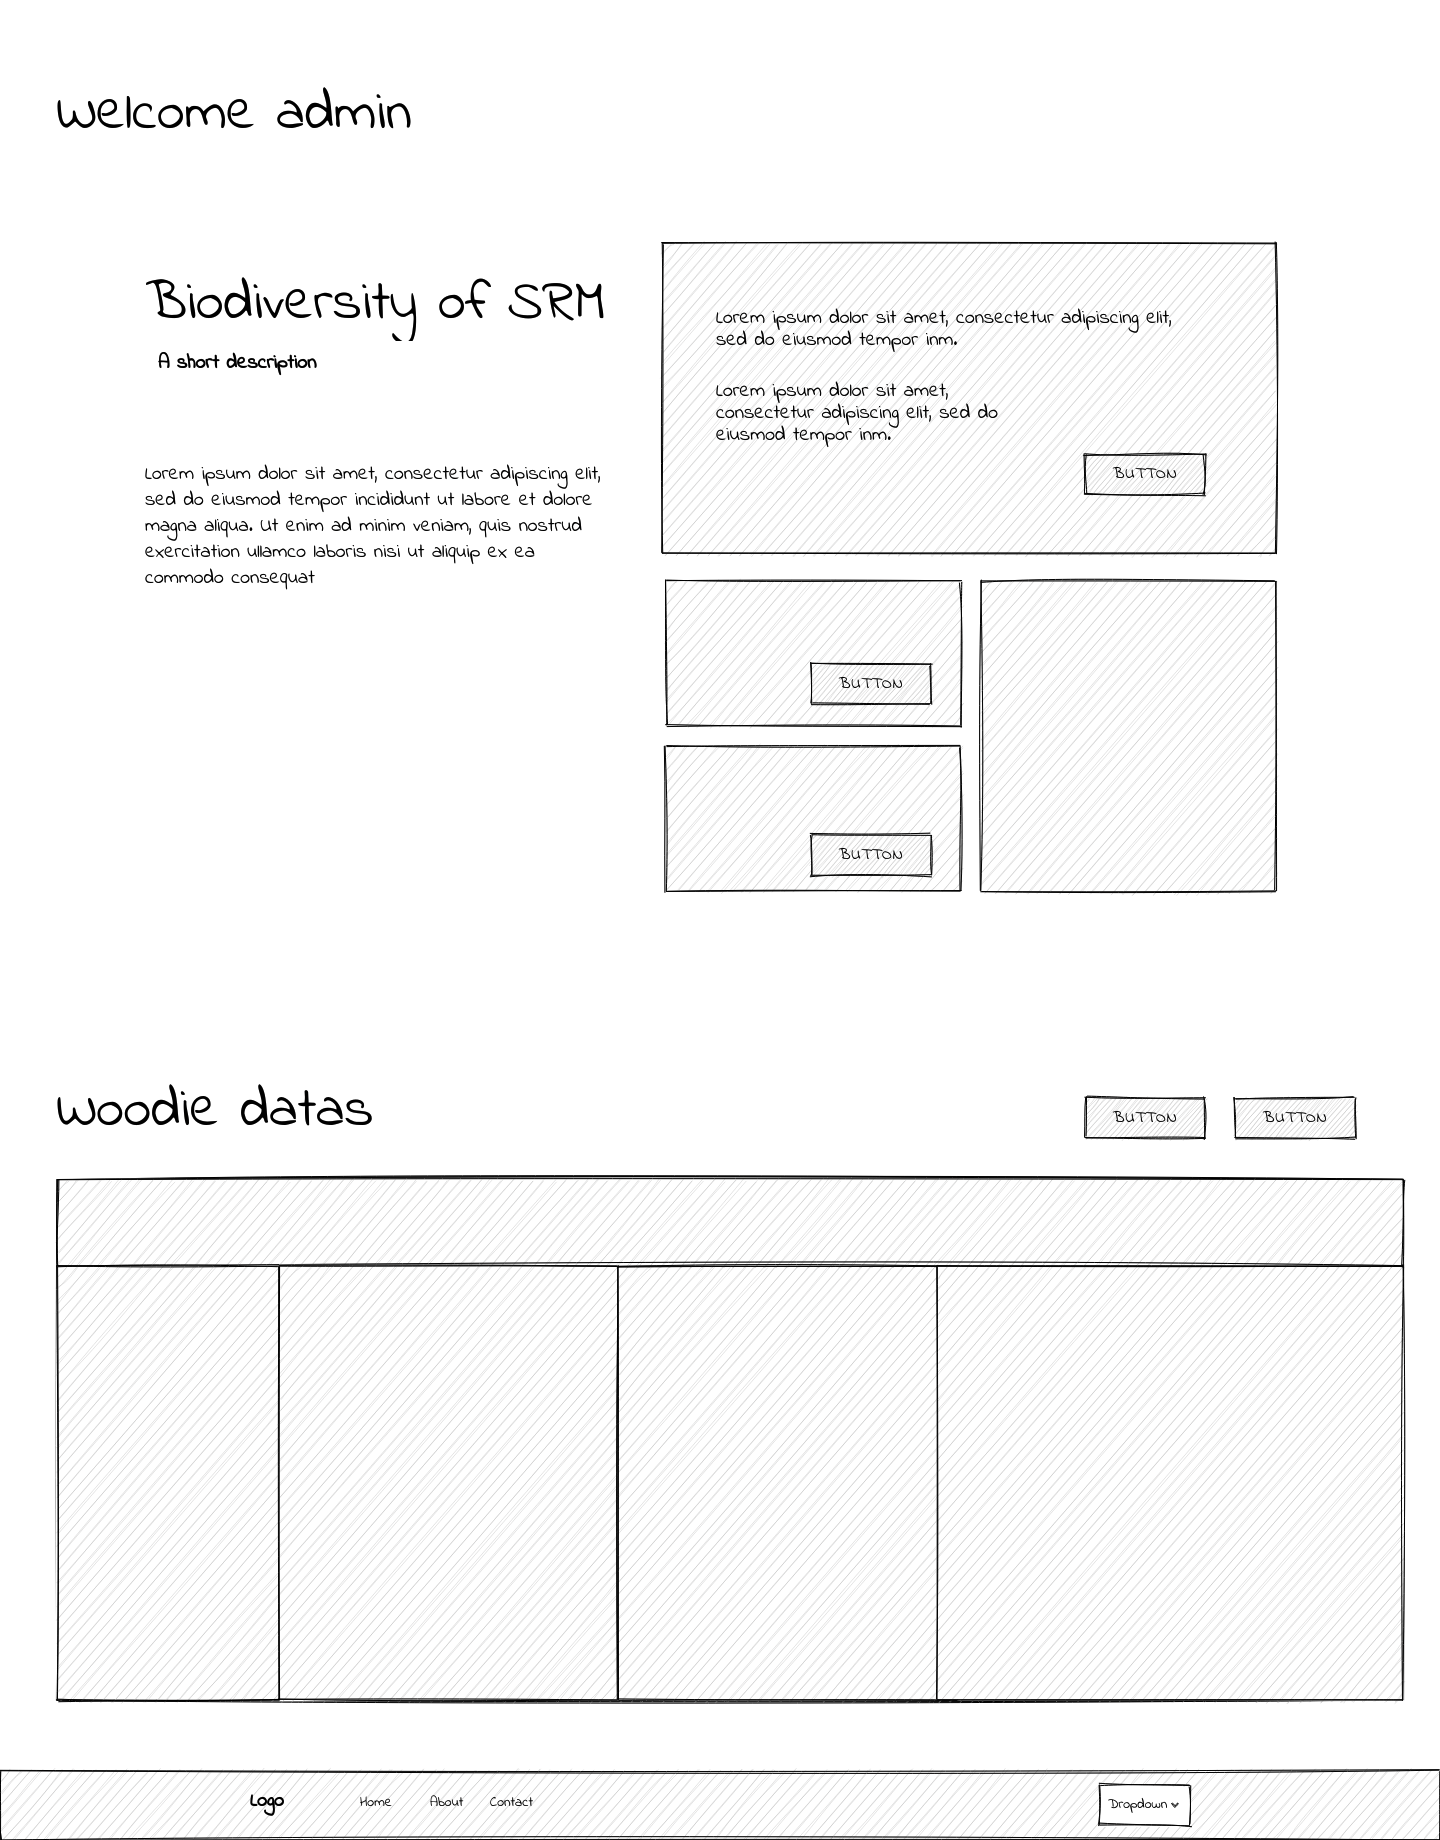 Welcome admin
Biodiversity of SRM
A short description
Lorem ipsum dolor sit amet, consectetur adipiscing elit,
sed do eiusmod tempor incididunt ut labore et dolore
magna aliqua. Ut enim ad minim veniam, quis nostrud
exercitation ullamco laboris nisi ut aliquip ex ea
commodo consequat
Lorem ipsum dolor sit amet, consectetur adipiscing elit,
sed do eiusmod tempor inm.
Lorem ipsum dolor sit amet,
consectetur adipiscing elit, sed do
eiusmod tempor inm.
BUTTON
BUTTON
BUTTON
Woodie datas
BUTTON
BUTTON
Logo
Home
About
Contact
Dropdown